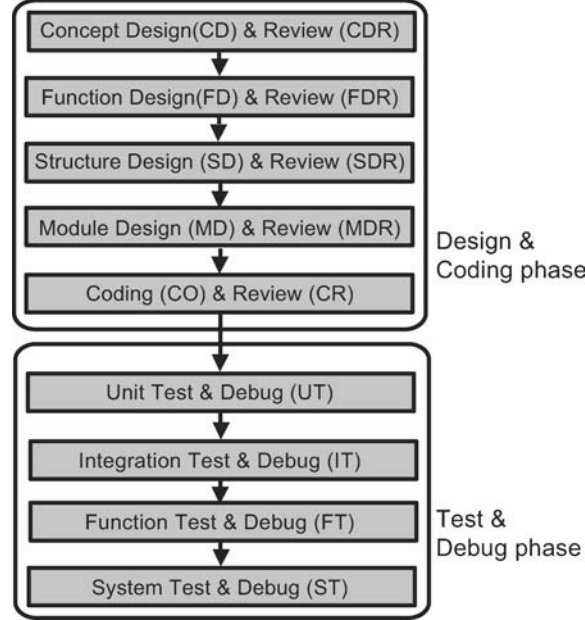 Concept Design(CD) & Review (CDR)
Function Design(FD) & Review (FDR)
Structure Design (SD) & Review (SDR)
Module Design (MD) & Review (MDR)
Design &
Coding phase
Coding (CO) & Review (CR)
Unit Test & Debug (UT)
Integration Test & Debug (IT)
Function Test & Debug (FT)
Test &
Debug phase
System Test & Debug (ST)